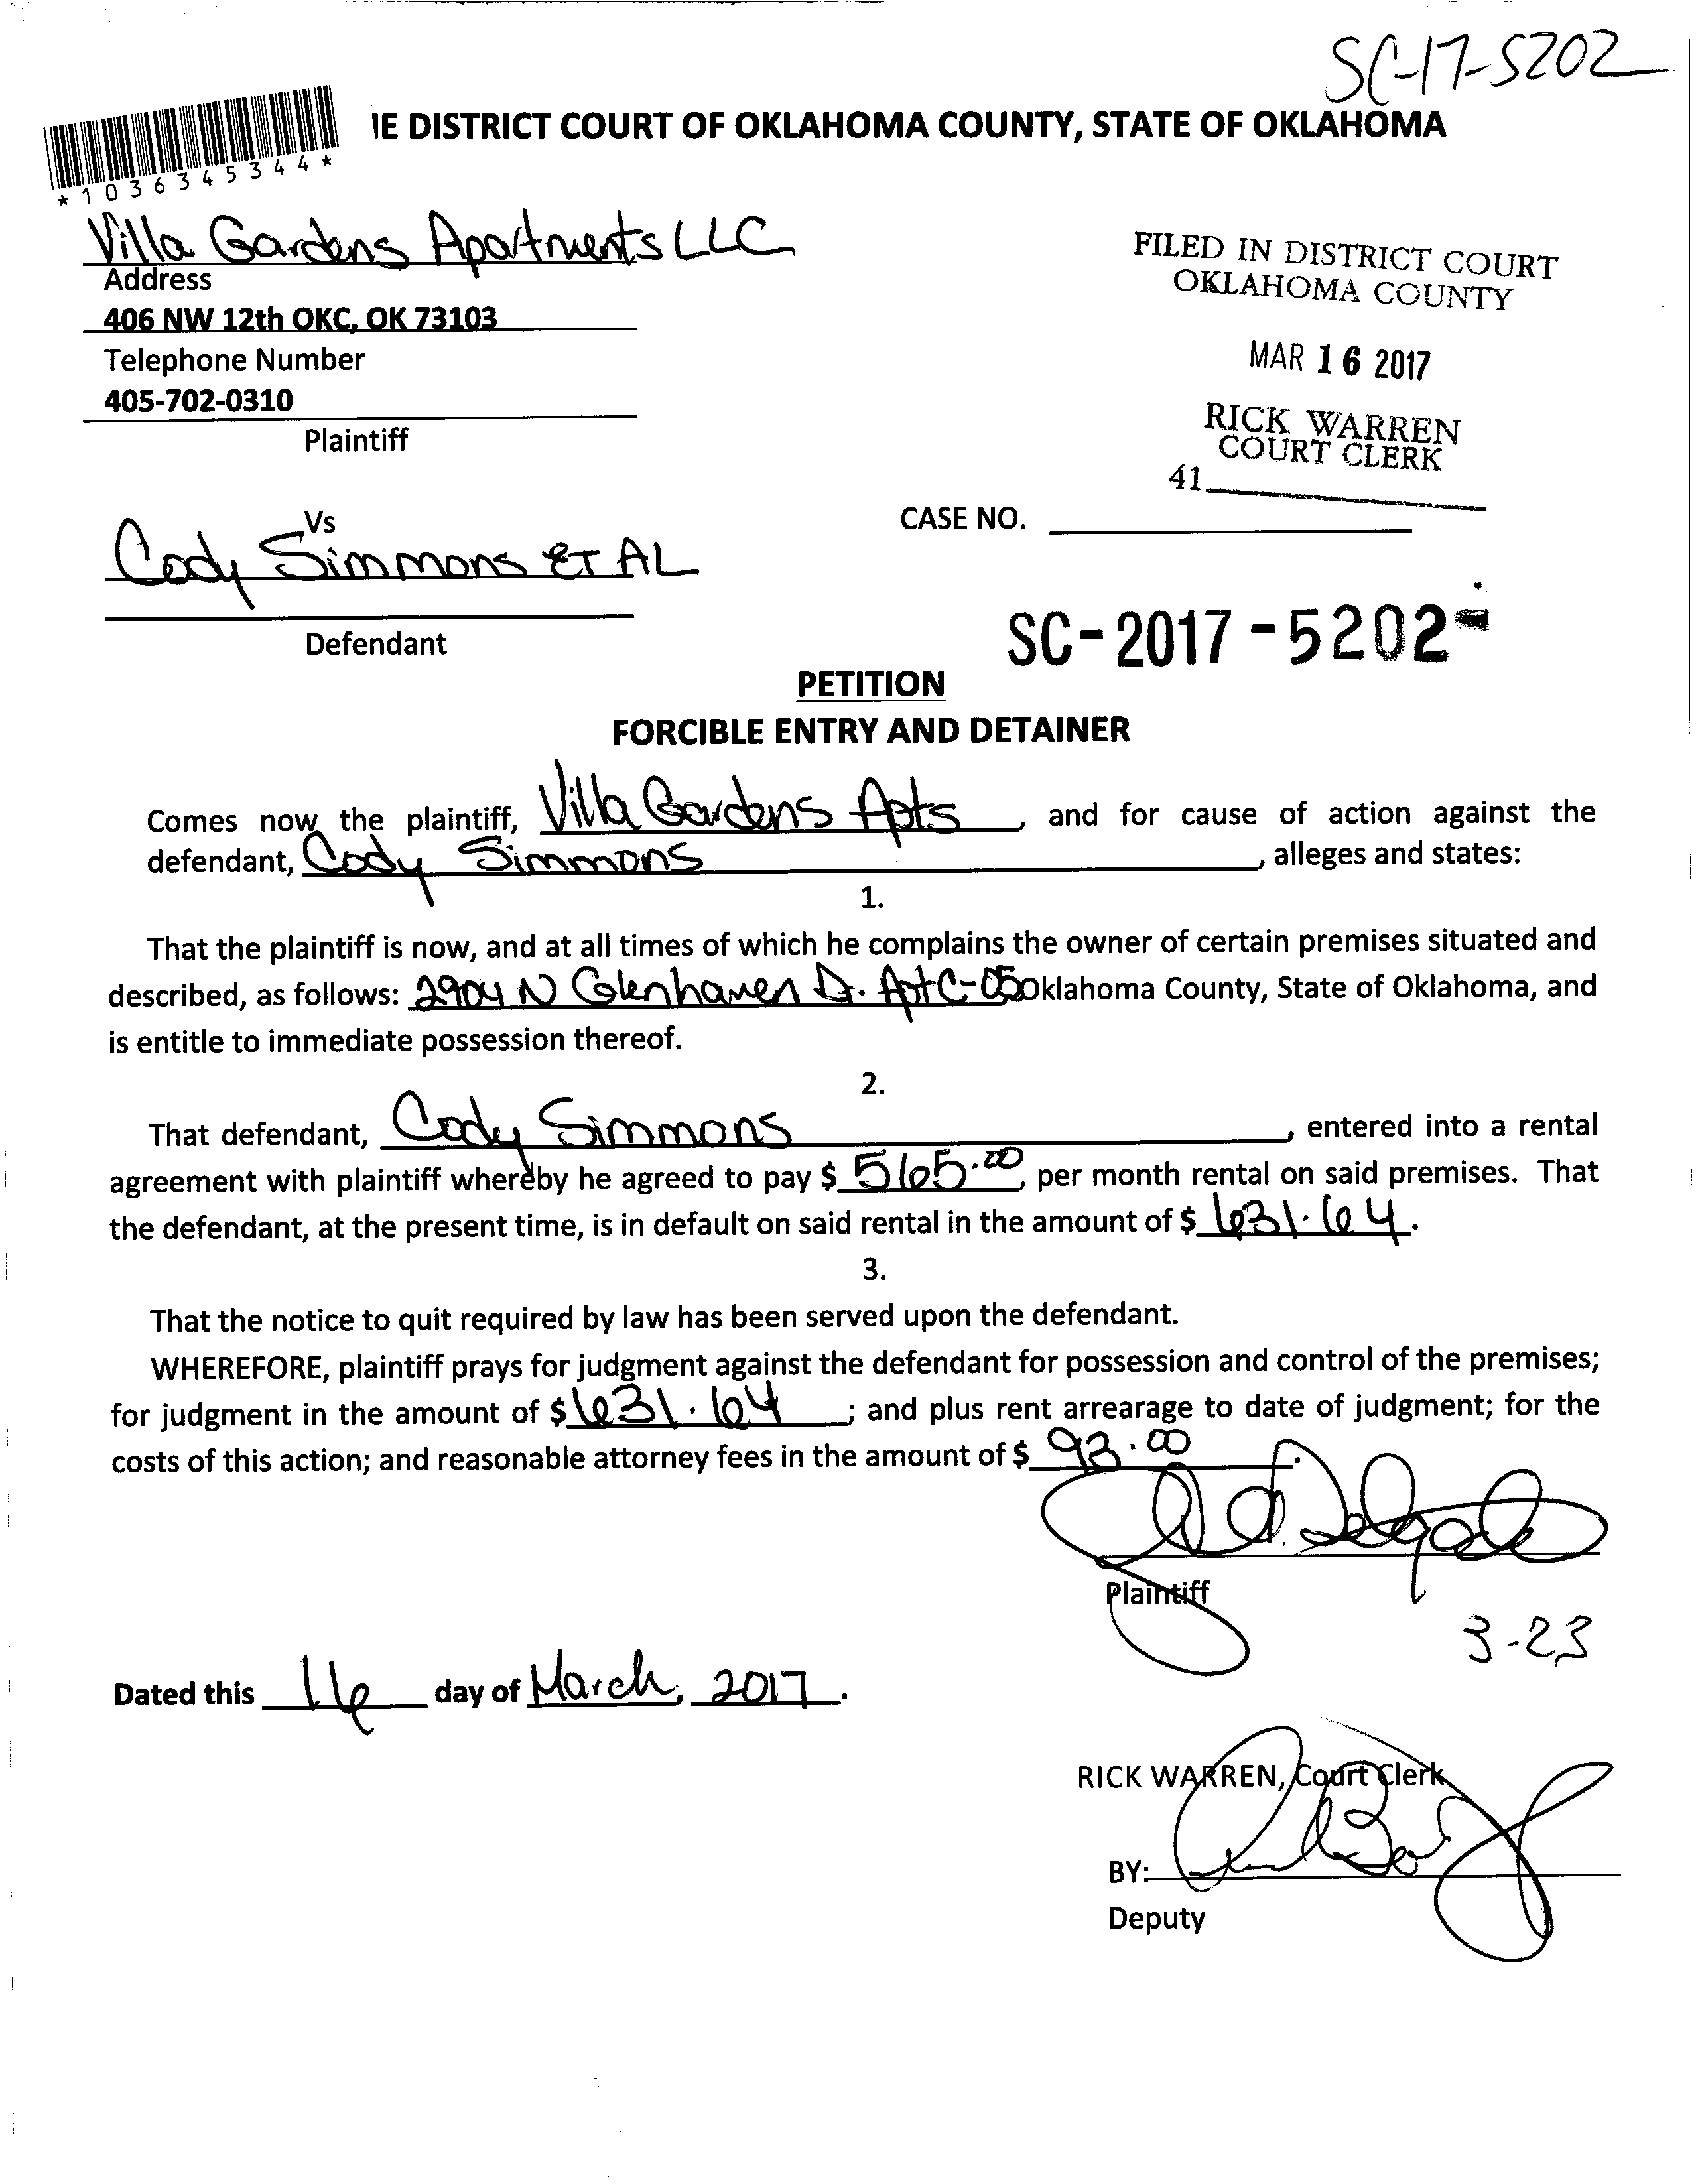 SC-17-5202
IE DISTRICT COURT OF OKLAHOMA COUNTY, STATE OF OKLAHOMA
*1036345344*
Villa Gardens Apartments LLC
Address
406 NW 12th OKC, OK 73103
Telephone Number
405-702-0310
Plaintiff
FILED IN DISTRICT COURT
OKLAHOMA COUNTY
MAR 16 2017
RICK WARREN
COURT CLERK
41
Vs
CASE NO.
Cody Simmons ET AL
Defendant
SC-2017-5202-
PETITION
FORCIBLE ENTRY AND DETAINER
Comes now the plaintiff, Villa Gardens Apts, and for cause of action against the
defendant, Cody Simmons, alleges and states:
1.
That the plaintiff is now, and at all times of which he complains the owner of certain premises situated and
described, as follows: 2904 N Glenhaven Dr. Apt C-05 Oklahoma County, State of Oklahoma, and
is entitle to immediate possession thereof.
2.
That defendant, Cody Simmons, entered into a rental
agreement with plaintiff whereby he agreed to pay $ 565.00, per month rental on said premises. That
the defendant, at the present time, is in default on said rental in the amount of $ 631.64.
3.
That the notice to quit required by law has been served upon the defendant.
WHEREFORE, plaintiff prays for judgment against the defendant for possession and control of the premises;
for judgment in the amount of $ 631.64; and plus rent arrearage to date of judgment; for the
costs of this action; and reasonable attorney fees in the amount of $ 93.00.
Plaintiff
3-23
Dated this 16 day of March, 2017.
RICK WARREN, Court Clerk
BY:
Deputy